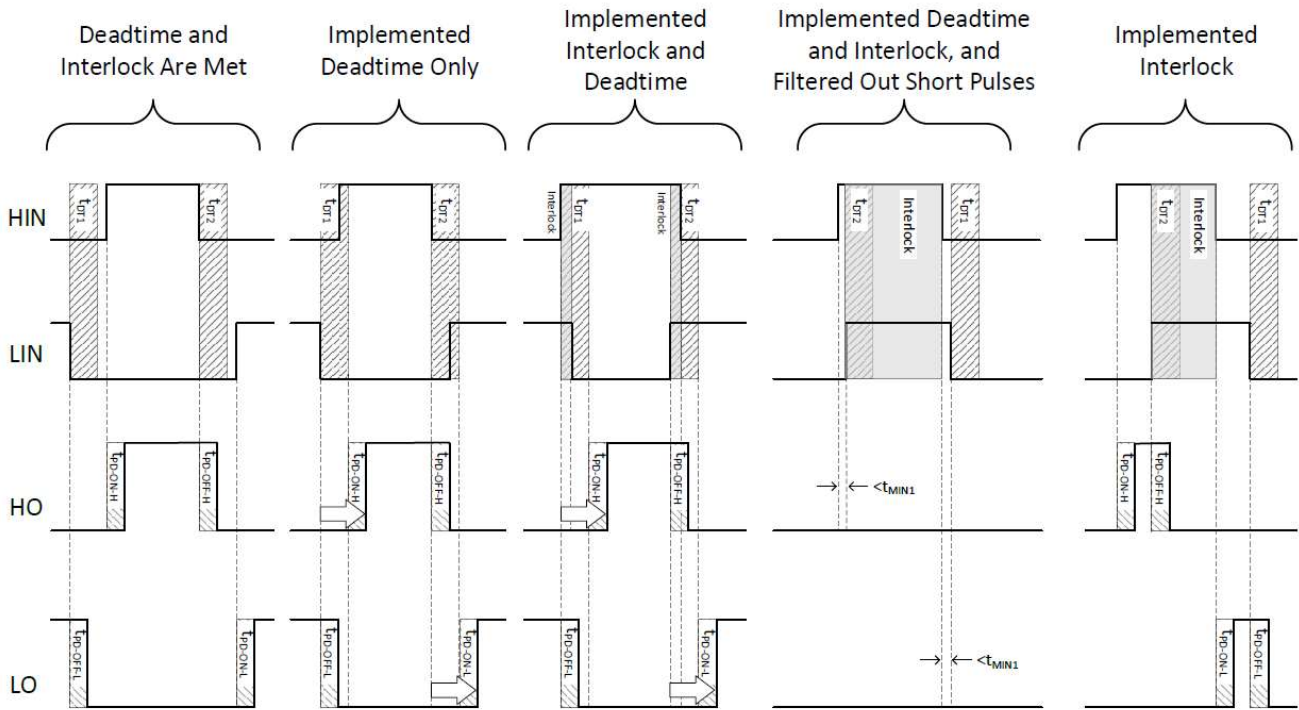 Deadtime and
Interlock Are Met
Implemented
Deadtime Only
Implemented
Interlock and
Deadtime
Implemented Deadtime
and Interlock, and
Filtered Out Short Pulses
Implemented
Interlock
HIN
tDT1
tDT2
tDT1
tDT2
Interlock
tDT1
Interlock
tDT2
tDT2
Interlock
tDT1
tDT2
Interlock
tDT1
LIN
HO
tPD-ON-H
tPD-OFF-H
tPD-ON-H
tPD-OFF-H
tPD-ON-H
tPD-OFF-H
<tMIN1
tPD-ON-H
tPD-OFF-H
LO
tPD-OFF-L
tPD-ON-L
tPD-OFF-L
tPD-ON-L
tPD-OFF-L
tPD-ON-L
<tMIN1
tPD-ON-L
tPD-OFF-L